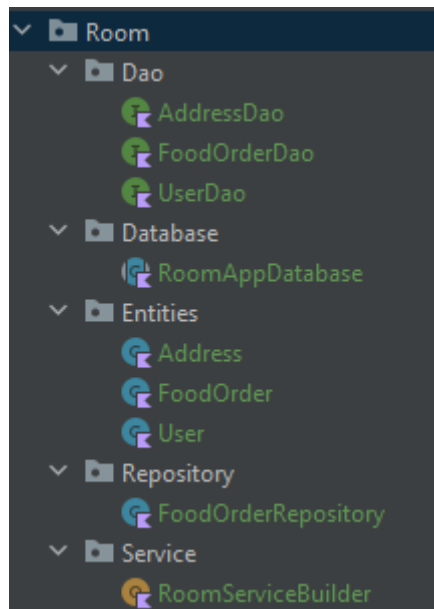 Room
Dao
AddressDao
FoodOrderDao
UserDao
Database
RoomAppDatabase
Entities
Address
FoodOrder
User
Repository
FoodOrderRepository
Service
RoomServiceBuilder